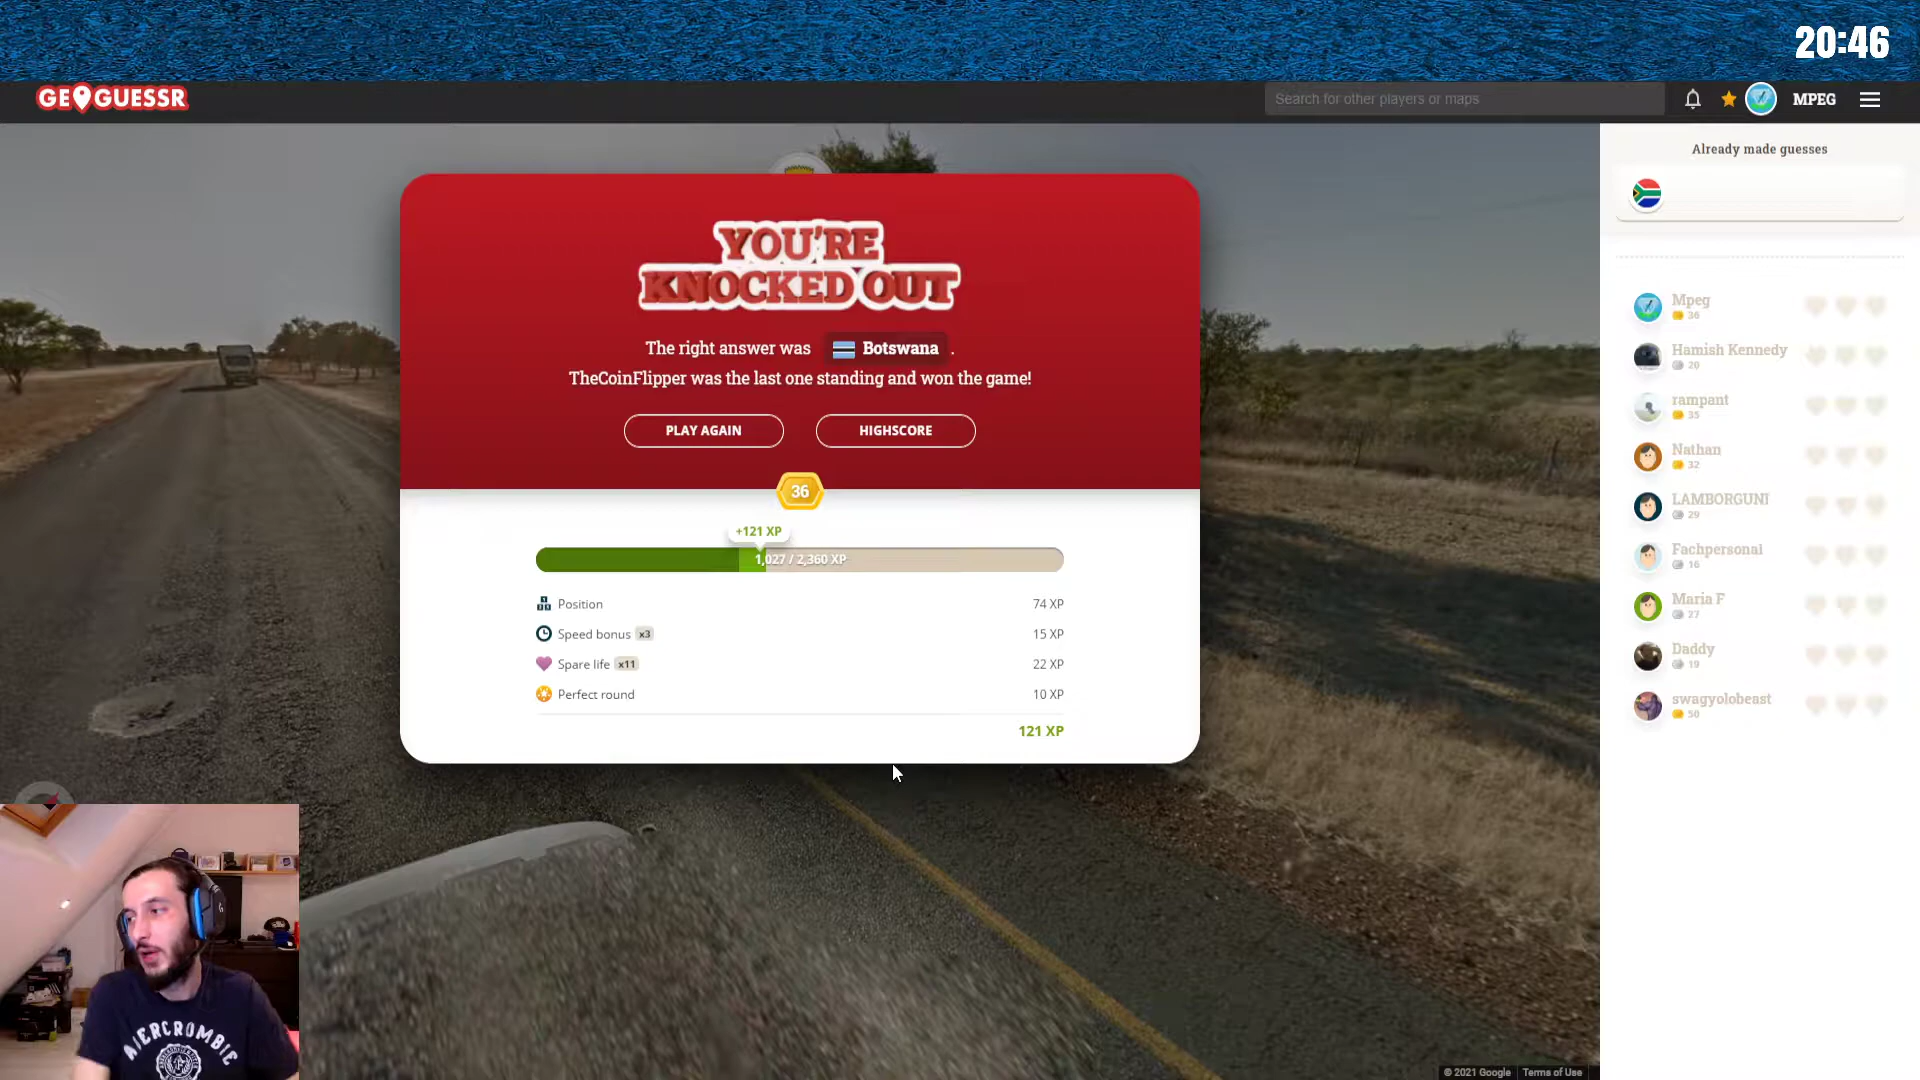 20:46
GEOGUESSR
Search for other players or maps
MPEG
Already made guesses
YOU'RE
KNOCKED OUT
The right answer was Botswana .
TheCoinFlipper was the last one standing and won the game!
PLAY AGAIN
HIGHSCORE
36
+121 XP
1,027 / 2,360 XP
Position 74 XP
Speed bonus x3 15 XP
Spare life x11 22 XP
Perfect round 10 XP
121 XP
Mpeg
36
Hamish Kennedy
20
rampant
35
Nathan
32
LAMBORGUNI
29
Fachpersonal
16
Maria F
27
Daddy
19
swagyolobeast
50
AJERCROMBIE
© 2021 Google
Terms of Use